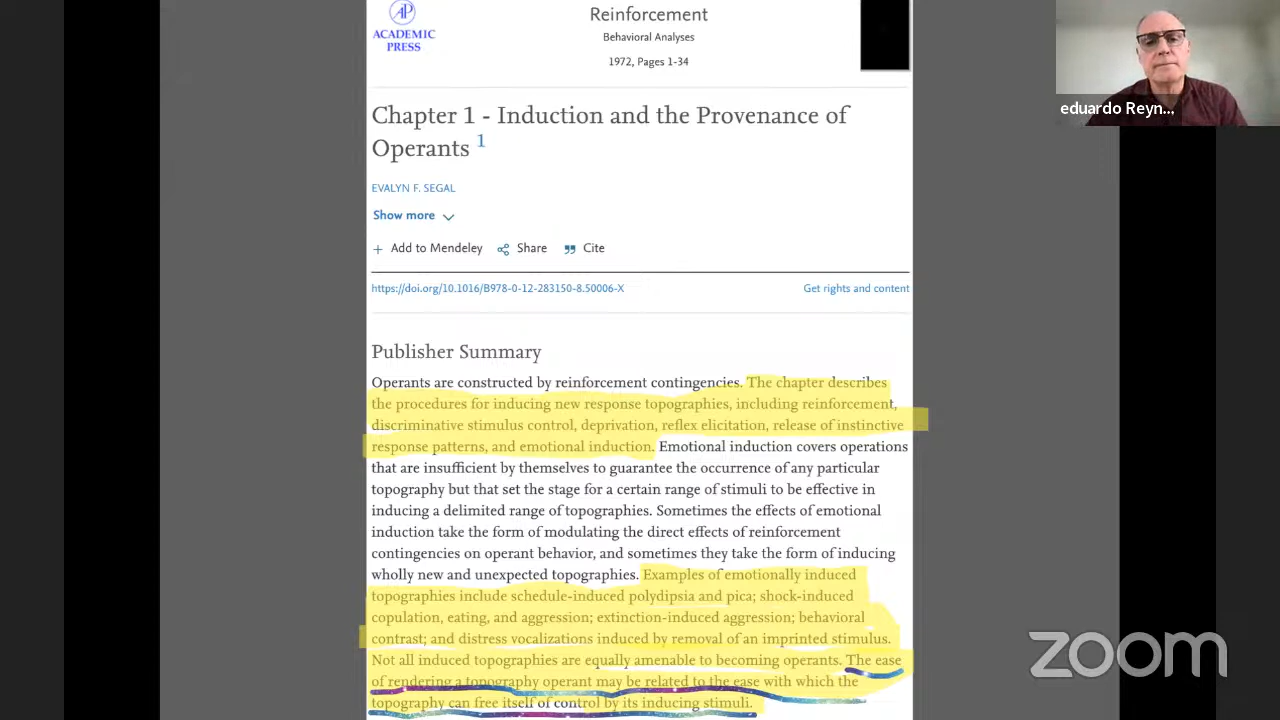 AP
ACADEMIC
PRESS
Reinforcement
Behavioral Analyses
1972, Pages 1-34
eduardo Reyn...
Chapter 1 - Induction and the Provenance of
Operants 1
EVALYN F. SEGAL
Show more
+ Add to Mendeley Share Cite
https://doi.org/10.1016/B978-0-12-283150-8.50006-X Get rights and content
Publisher Summary
Operants are constructed by reinforcement contingencies. The chapter describes
the procedures for inducing new response topographies, including reinforcement,
discriminative stimulus control, deprivation, reflex elicitation, release of instinctive
response patterns, and emotional induction. Emotional induction covers operations
that are insufficient by themselves to guarantee the occurrence of any particular
topography but that set the stage for a certain range of stimuli to be effective in
inducing a delimited range of topographies. Sometimes the effects of emotional
induction take the form of modulating the direct effects of reinforcement
contingencies on operant behavior, and sometimes they take the form of inducing
wholly new and unexpected topographies. Examples of emotionally induced
topographies include schedule-induced polydipsia and pica; shock-induced
copulation, eating, and aggression; extinction-induced aggression; behavioral
contrast; and distress vocalizations induced by removal of an imprinted stimulus.
Not all induced topographies are equally amenable to becoming operants. The ease
of rendering a topography operant may be related to the ease with which the
topography can free itself of control by its inducing stimuli.
zoom